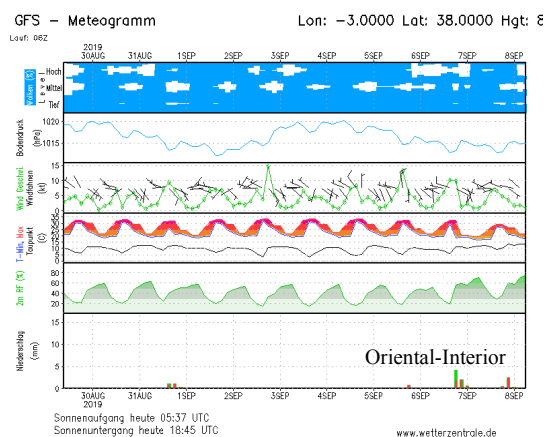 GFS – Meteogramm Lon: –3.0000 Lat: 38.0000 Hgt: 8
Lauf: 06Z
2019
30AUG 31AUG 1SEP 2SEP 3SEP 4SEP 5SEP 6SEP 7SEP 8SEP
Wolken (%)
Level
Hoch
Mittel
Tief
Bodendruck
(hPa)
1020
1015
Wind Geschei.
Windfahnen
(kt)
15
10
5
0
T–Min, Max
Taupunkt
(C)
2m RF (%)
80
60
40
20
Niederschlag
(mm)
15
10
5
0
Oriental-Interior
30AUG 31AUG 1SEP 2SEP 3SEP 4SEP 5SEP 6SEP 7SEP 8SEP
2019
Sonnenaufgang heute 05:37 UTC
Sonnenuntergang heute 18:45 UTC
www.wetterzentrale.de